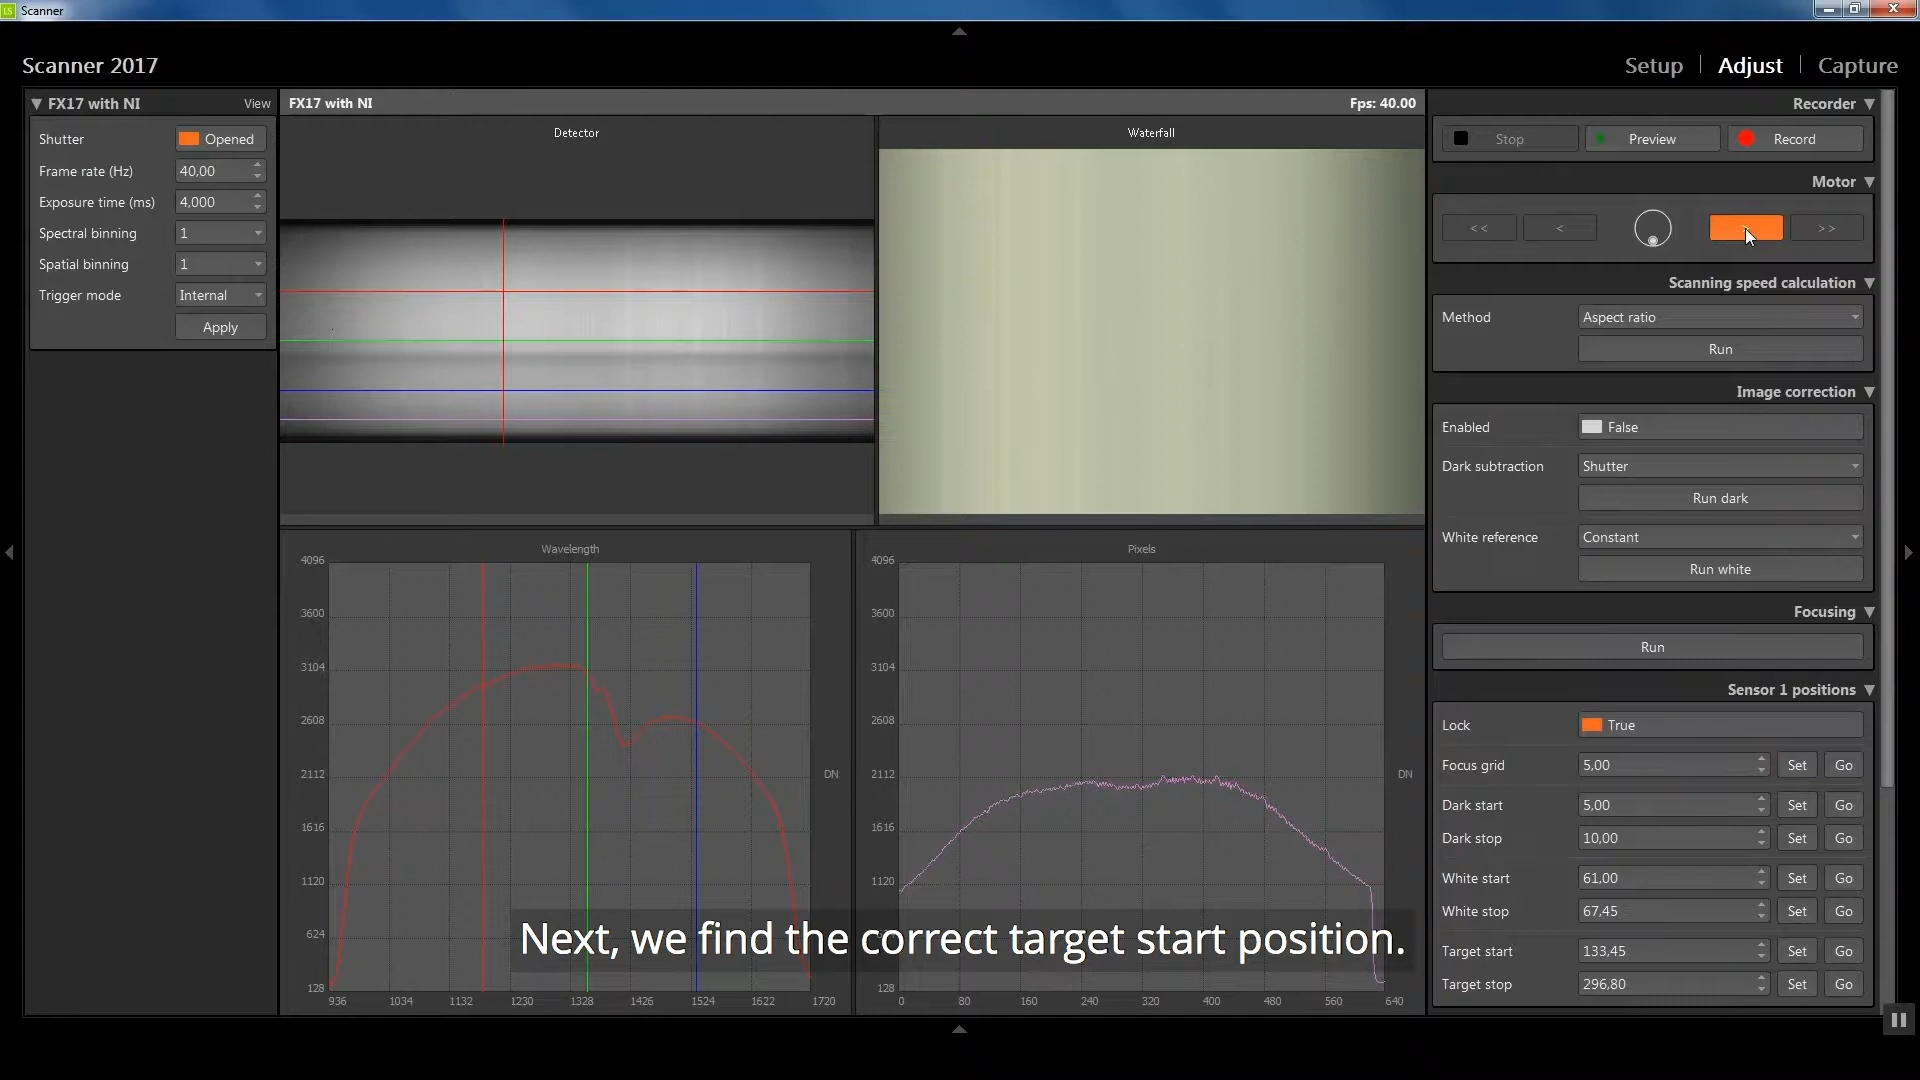 LS Scanner
Scanner 2017
Setup | Adjust | Capture
FX17 with NI View
Shutter Opened
Frame rate (Hz) 40,00
Exposure time (ms) 4,000
Spectral binning 1
Spatial binning 1
Trigger mode Internal
Apply
FX17 with NI Fps: 40.00
Detector
Waterfall
Wavelength
4096
3600
3104
2608
2112
1616
1120
624
128
936 1034 1132 1230 1328 1426 1524 1622 1720
DN
Pixels
4096
3600
3104
2608
2112
1616
1120
128
0 80 160 240 320 400 480 560 640
DN
Next, we find the correct target start position.
Recorder
Stop Preview Record
Motor
<< < >>
Scanning speed calculation
Method Aspect ratio
Run
Image correction
Enabled False
Dark subtraction Shutter
Run dark
White reference Constant
Run white
Focusing
Run
Sensor 1 positions
Lock True
Focus grid 5,00 Set Go
Dark start 5,00 Set Go
Dark stop 10,00 Set Go
White start 61,00 Set Go
White stop 67,45 Set Go
Target start 133,45 Set Go
Target stop 296,80 Set Go